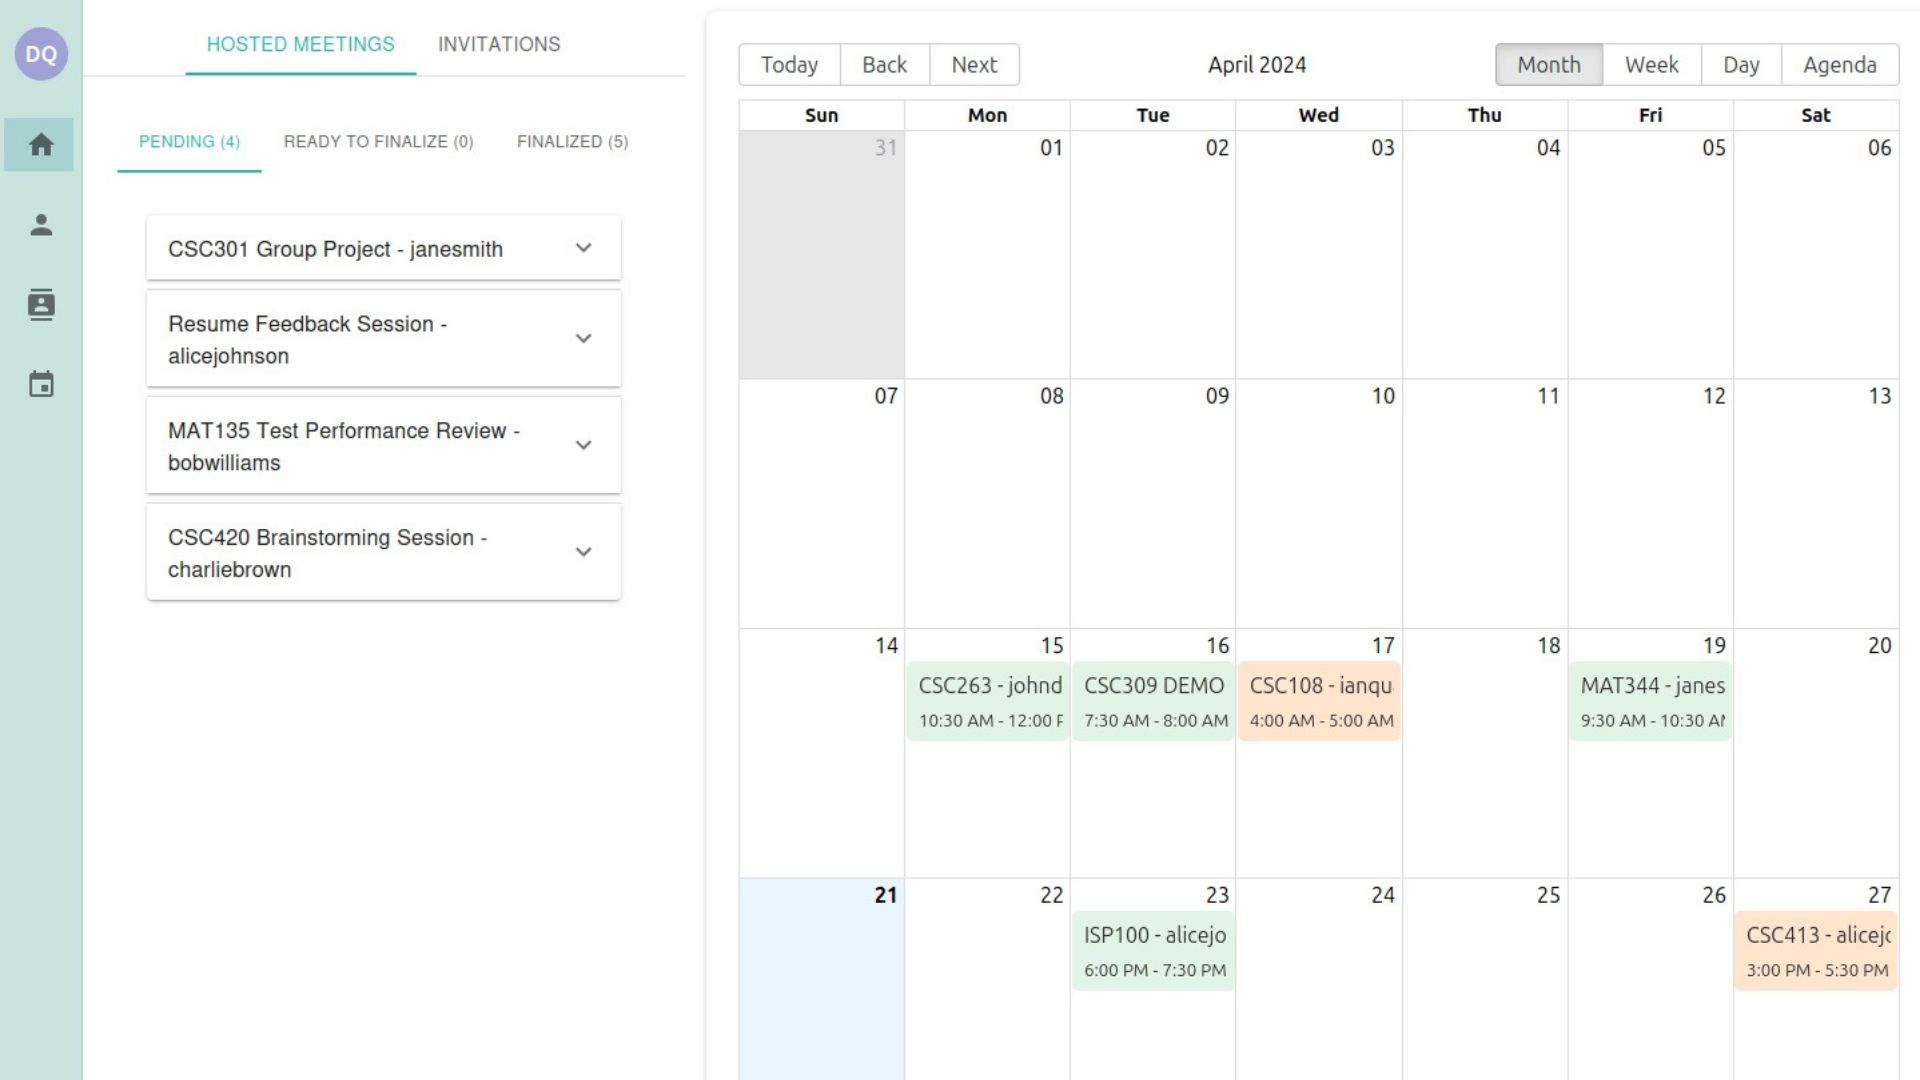 DQ
HOSTED MEETINGS
INVITATIONS
PENDING (4)
READY TO FINALIZE (0)
FINALIZED (5)
CSC301 Group Project - janesmith
Resume Feedback Session -
alicejohnson
MAT135 Test Performance Review -
bobwilliams
CSC420 Brainstorming Session -
charliebrown
Today Back Next
April 2024
Month Week Day Agenda
Sun Mon Tue Wed Thu Fri Sat
31 01 02 03 04 05 06
07 08 09 10 11 12 13
14 15 16 17 18 19 20
CSC263 - johnd
10:30 AM - 12:00 P
CSC309 DEMO
7:30 AM - 8:00 AM
CSC108 - ianqu
4:00 AM - 5:00 AM
MAT344 - janes
9:30 AM - 10:30 AM
21 22 23 24 25 26 27
ISP100 - alicejo
6:00 PM - 7:30 PM
CSC413 - alicejo
3:00 PM - 5:30 PM